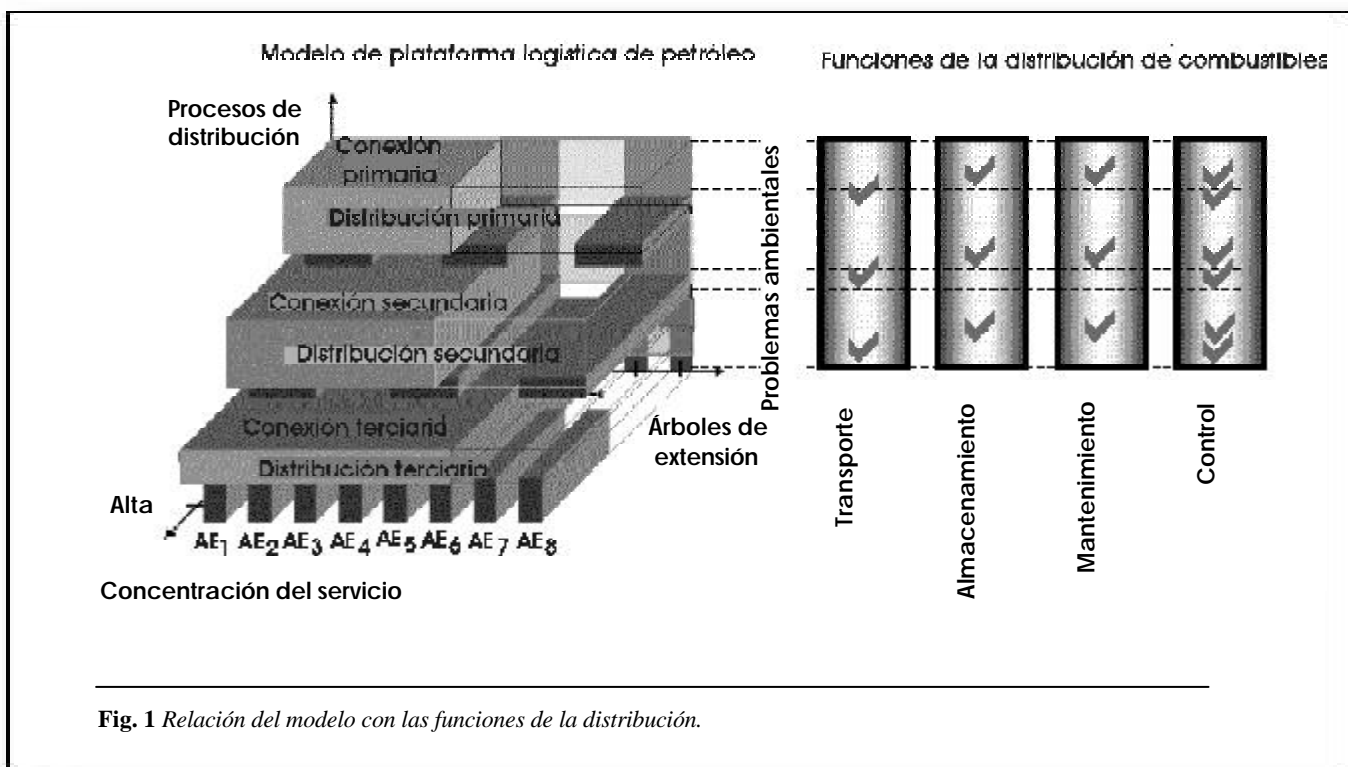 Modelo de plataforma logística de petróleo
Funciones de la distribución de combustibles
Procesos de
distribución
Conexión
primaria
Distribución primaria
Conexión secundaria
Distribución secundaria
Conexión terciaria
Distribución terciaria
Problemas ambientales
Árboles de
extensión
Alta
AE1 AE2 AE3 AE4 AE5 AE6 AE7 AE8
Concentración del servicio
Transporte
Almacenamiento
Mantenimiento
Control
Fig. 1 Relación del modelo con las funciones de la distribución.